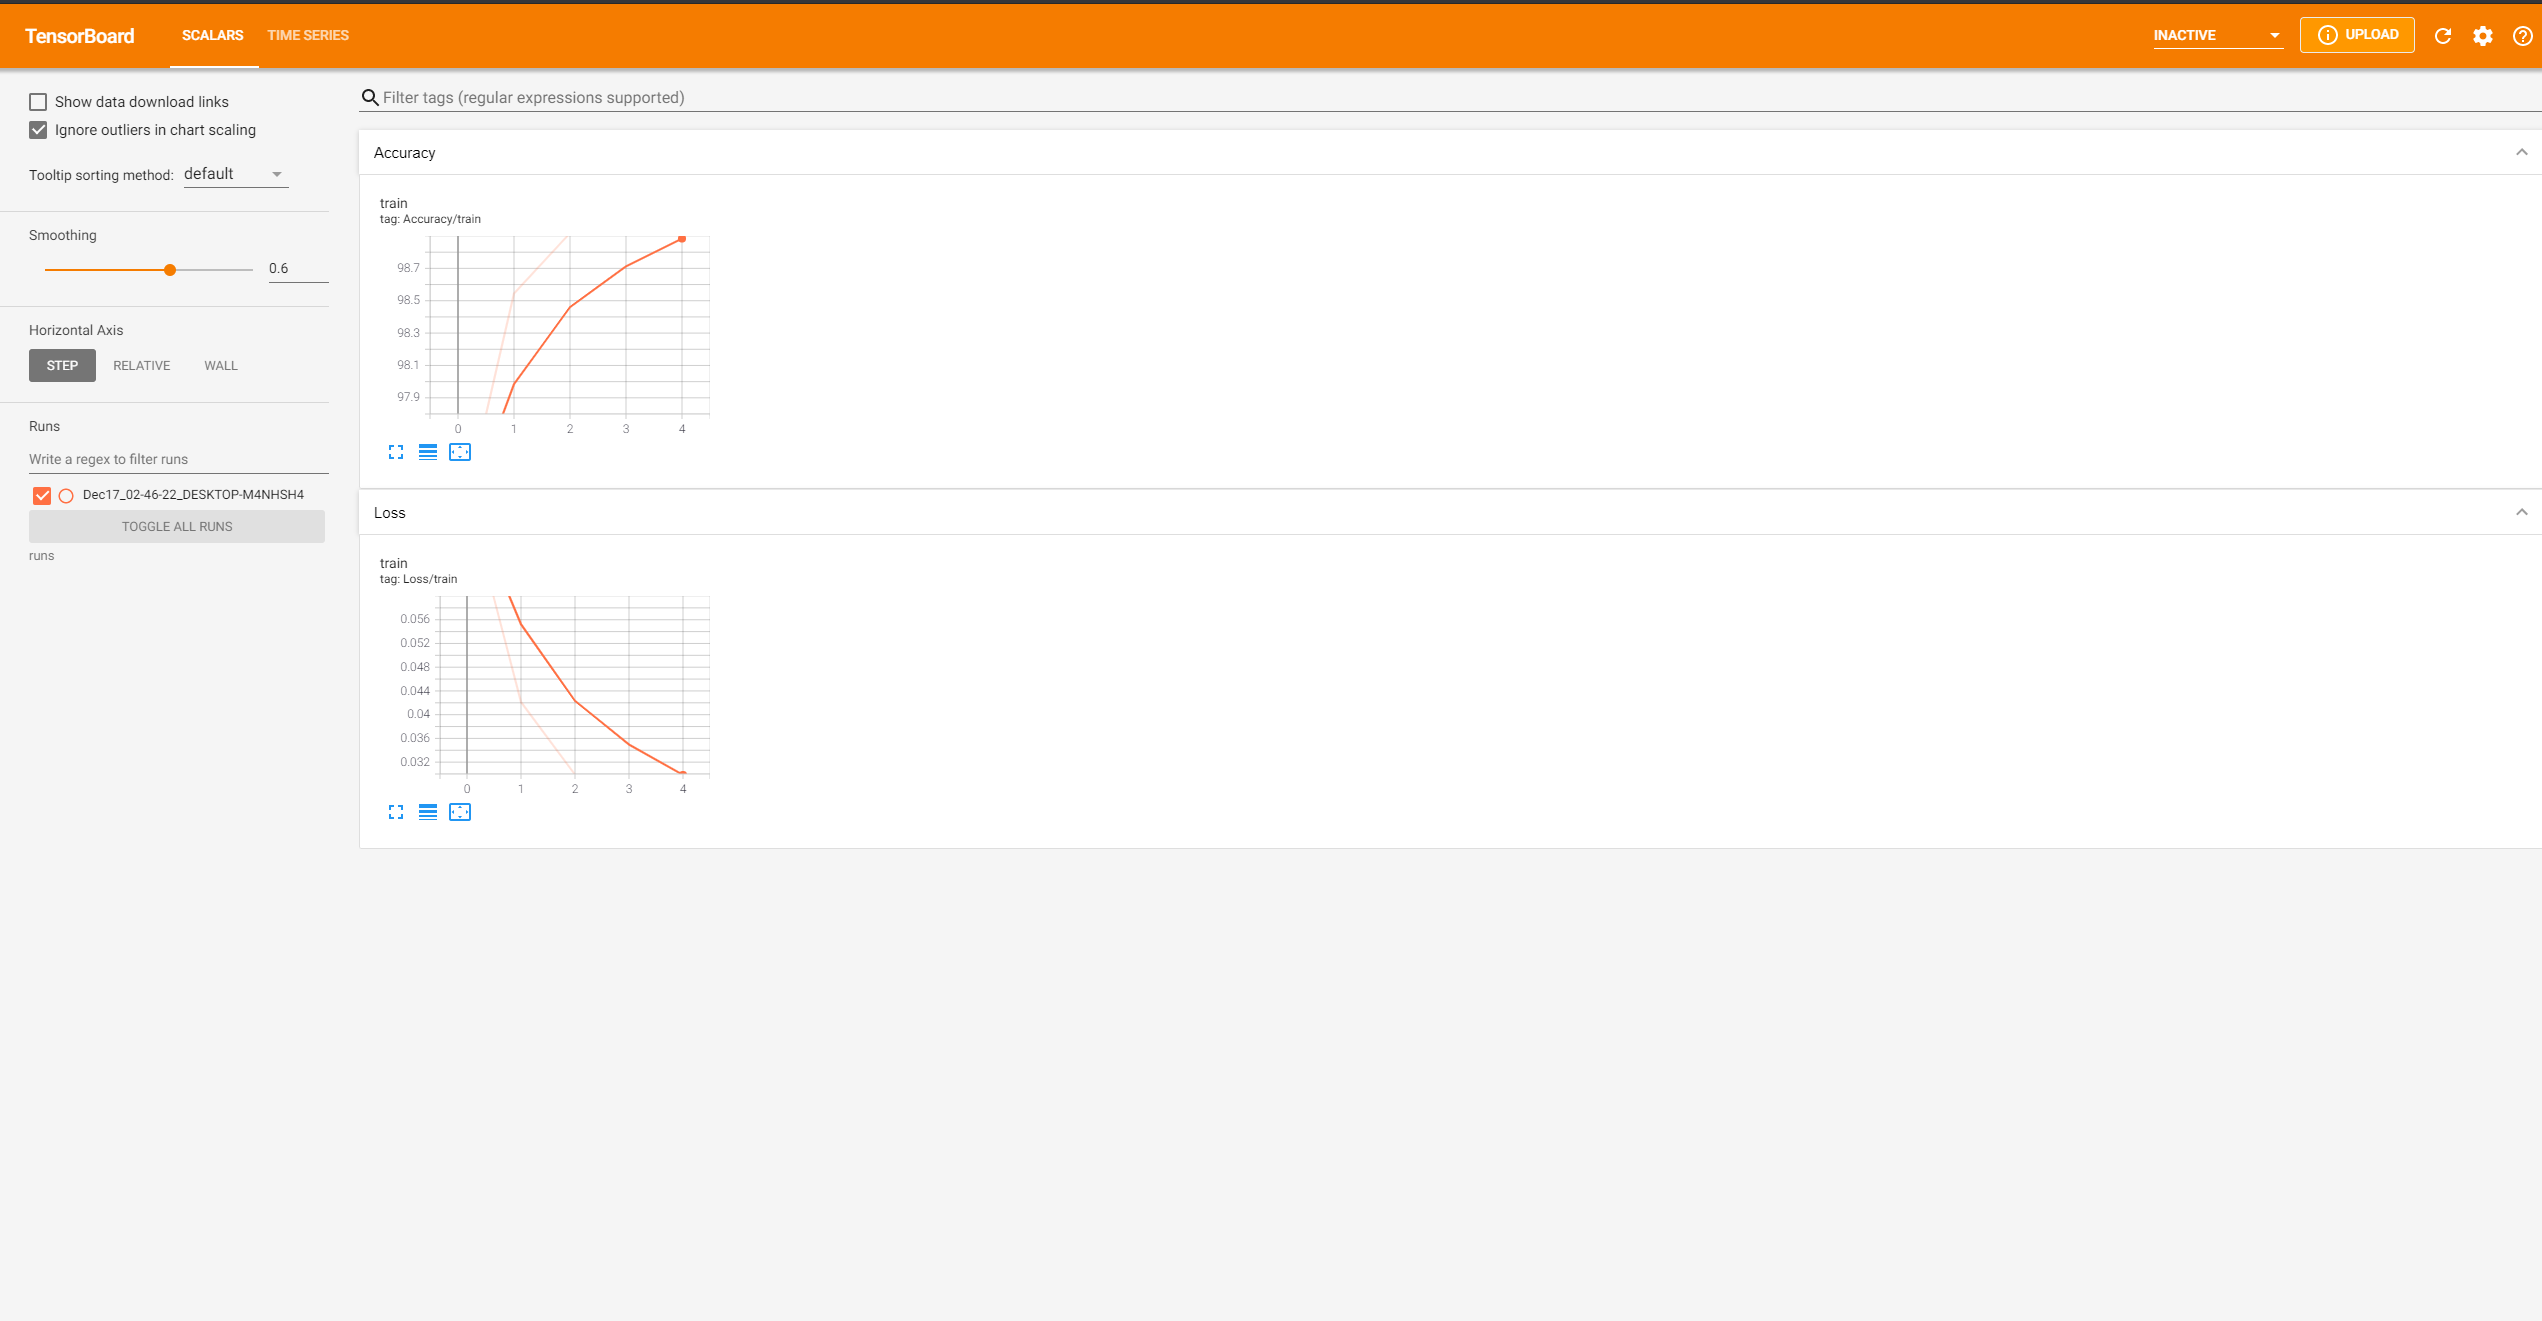 TensorBoard SCALARS TIME SERIES INACTIVE UPLOAD
Show data download links
Ignore outliers in chart scaling
Tooltip sorting method: default
Smoothing
0.6
Horizontal Axis
STEP RELATIVE WALL
Runs
Write a regex to filter runs
Dec17_02-46-22_DESKTOP-M4NHSH4
TOGGLE ALL RUNS
runs
Filter tags (regular expressions supported)
Accuracy
train
tag: Accuracy/train
98.7
98.5
98.3
98.1
97.9
0 1 2 3 4
Loss
train
tag: Loss/train
0.056
0.052
0.048
0.044
0.04
0.036
0.032
0 1 2 3 4